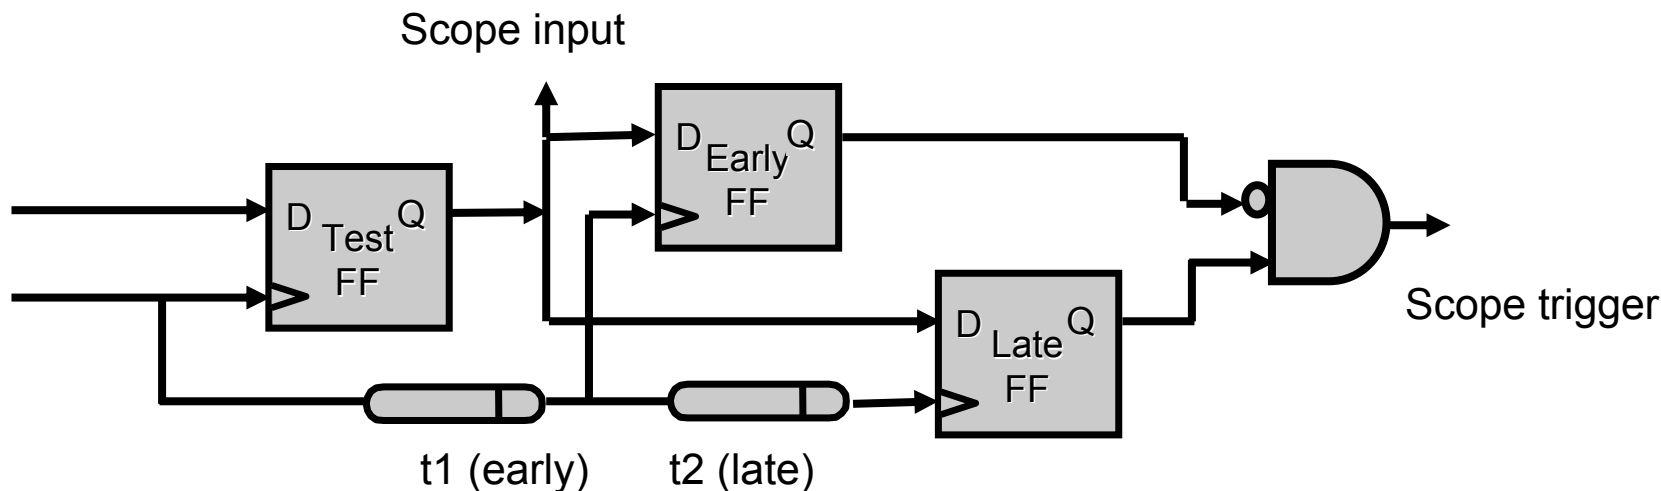 Scope input
D Q
Early
FF
D Q
Test
FF
D Q
Late
FF
Scope trigger
t1 (early)
t2 (late)